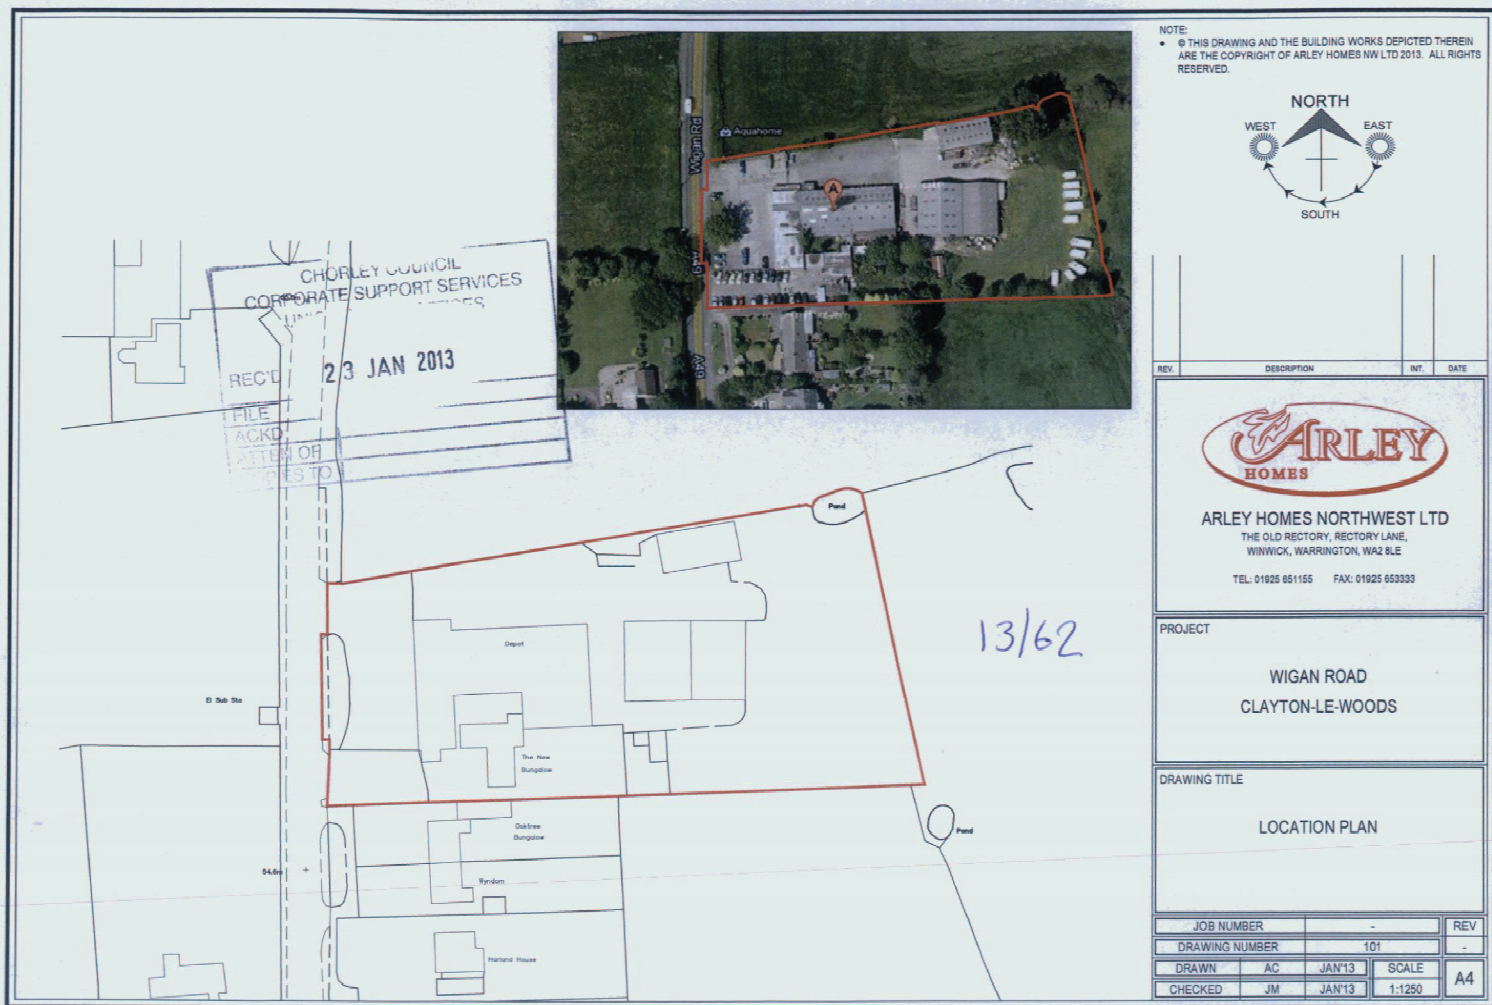 NOTE:
• © THIS DRAWING AND THE BUILDING WORKS DEPICTED THEREIN
ARE THE COPYRIGHT OF ARLEY HOMES NW LTD 2013. ALL RIGHTS
RESERVED.
NORTH
WEST
EAST
SOUTH
Wigan Rd
Aquahome
A
A49
A49
CHORLEY COUNCIL
CORPORATE SUPPORT SERVICES
REC'D
23 JAN 2013
FILE
ACKD
ATTEN OF
TO
REV.
DESCRIPTION
INT.
DATE
ARLEY
HOMES
ARLEY HOMES NORTHWEST LTD
THE OLD RECTORY, RECTORY LANE,
WINWICK, WARRINGTON, WA2 8LE
TEL: 01925 651155 FAX: 01925 653333
Pond
13/62
Depot
El Sub Sta
The New
Bungalow
Oaktree
Bungalow
Pond
54.6m
Wyndom
Harland House
PROJECT
WIGAN ROAD
CLAYTON-LE-WOODS
DRAWING TITLE
LOCATION PLAN
JOB NUMBER - REV
DRAWING NUMBER 101 -
DRAWN AC JAN'13 SCALE A4
CHECKED JM JAN'13 1:1250